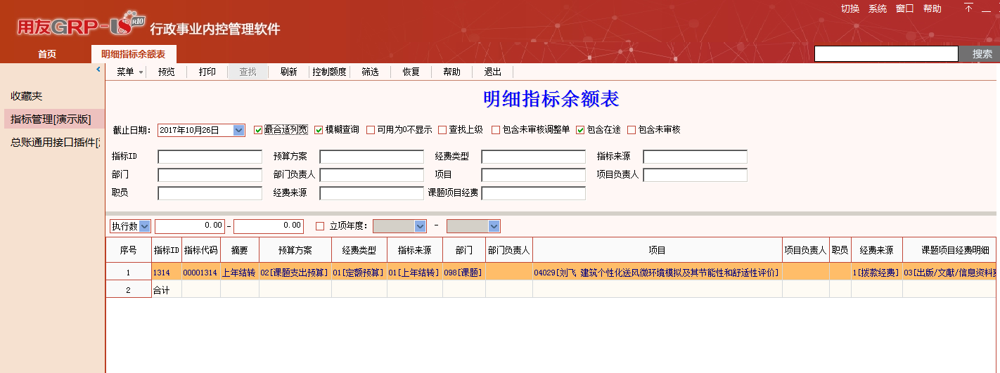 切换 系统 窗口 帮助
用友GRP-U8 R10 行政事业内控管理软件
首页 明细指标余额表 搜索
菜单 预览 打印 查找 刷新 控制额度 筛选 恢复 帮助 退出
收藏夹
指标管理[演示版]
总账通用接口插件[
明细指标余额表
截止日期: 2017年10月26日 最合适列宽 模糊查询 可用为0不显示 查找上级 包含未审核调整单 包含在途 包含未审核
指标ID 预算方案 经费类型 指标来源
部门 部门负责人 项目 项目负责人
职员 经费来源 课题项目经费
执行数 0.00 - 0.00 立项年度: -
序号 指标ID 指标代码 摘要 预算方案 经费类型 指标来源 部门 部门负责人 项目 项目负责人 职员 经费来源 课题项目经费明细
1 1314 00001314 上年结转 02[课题支出预算] 01[定额预算] 01[上年结转] 098[课题] 04029[刘飞 建筑个性化送风微环境模拟及其节能性和舒适性评价] 1[拨款经费] 03[出版/文献/信息资料
2 合计